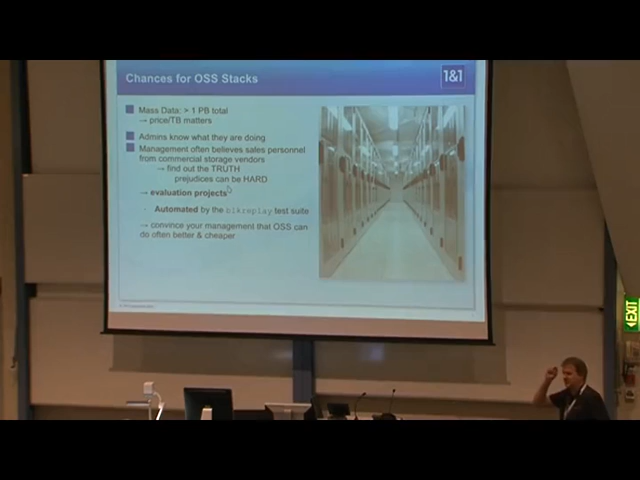 Chances for OSS Stacks
1&1
Mass Data: > 1 PB total
→ price/TB matters
Admins know what they are doing
Management often believes sales personnel
from commercial storage vendors
→ find out the TRUTH
prejudices can be HARD
→ evaluation projects
Automated by the blkreplay test suite
→ convince your management that OSS can
do often better & cheaper
EXIT